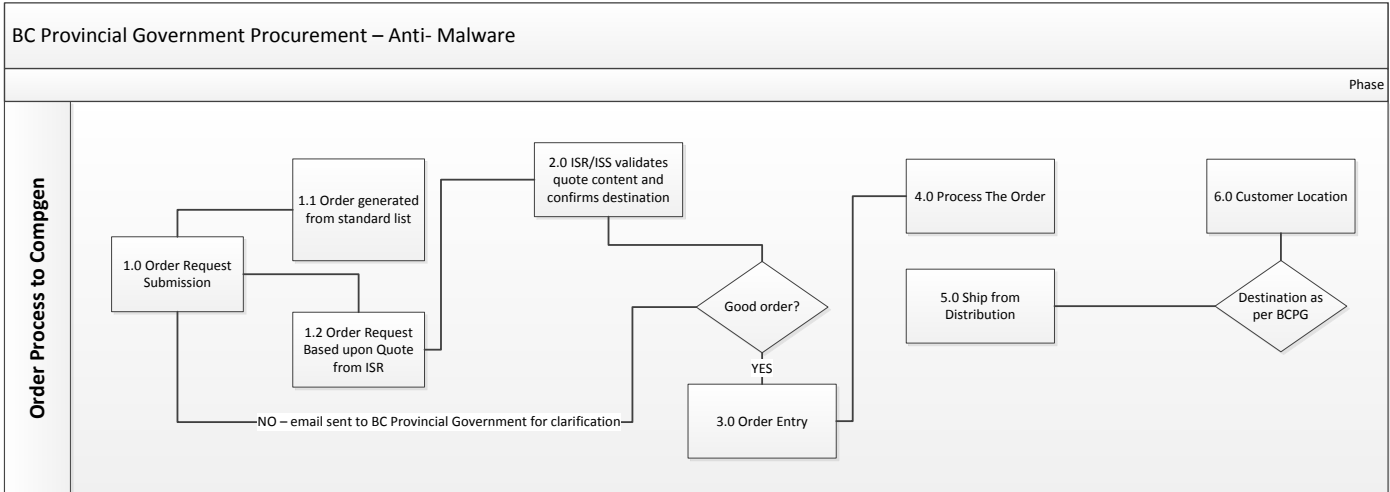 BC Provincial Government Procurement – Anti- Malware
Phase
Order Process to Compgen
1.0 Order Request
Submission
1.1 Order generated
from standard list
1.2 Order Request
Based upon Quote
from ISR
2.0 ISR/ISS validates
quote content and
confirms destination
Good order?
NO – email sent to BC Provincial Government for clarification
YES
3.0 Order Entry
4.0 Process The Order
5.0 Ship from
Distribution
6.0 Customer Location
Destination as
per BCPG